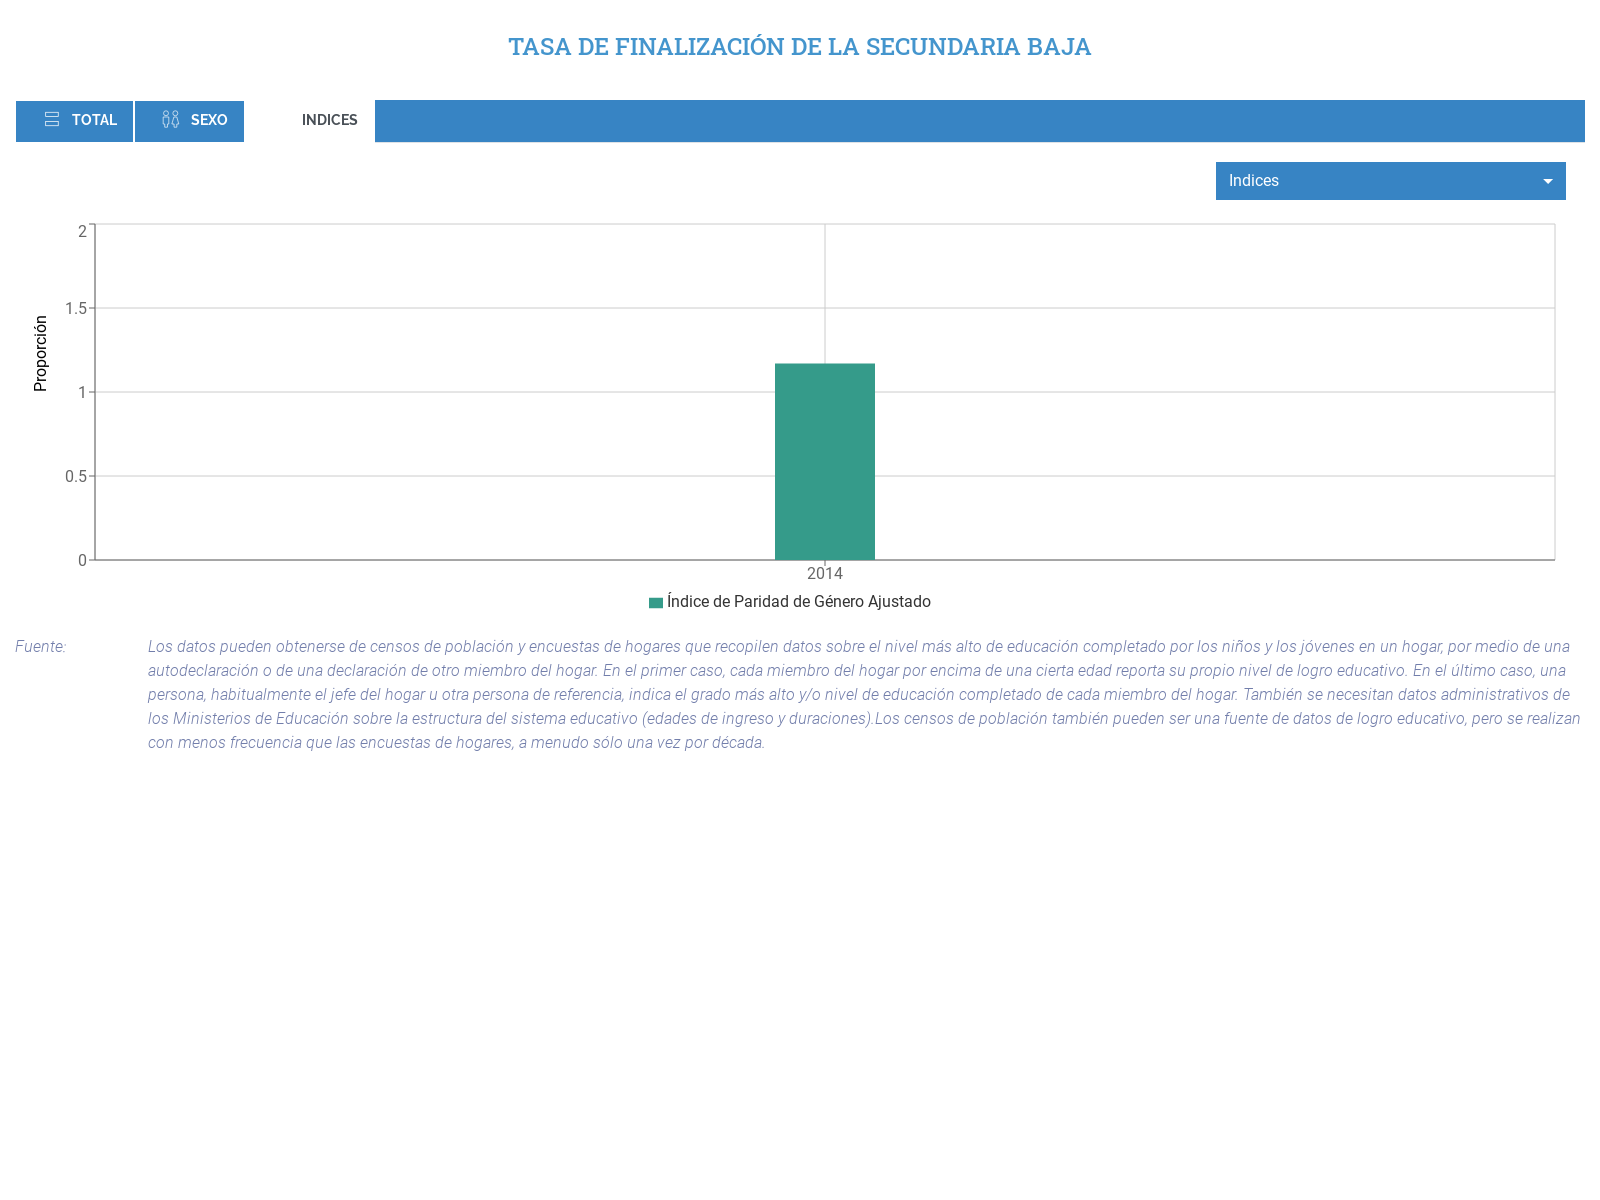 TASA DE FINALIZACIÓN DE LA SECUNDARIA BAJA
TOTAL SEXO INDICES
Indices
2
1.5
Proporción
1
0.5
0
2014
Índice de Paridad de Género Ajustado
Fuente: Los datos pueden obtenerse de censos de población y encuestas de hogares que recopilen datos sobre el nivel más alto de educación completado por los niños y los jóvenes en un hogar, por medio de una
autodeclaración o de una declaración de otro miembro del hogar. En el primer caso, cada miembro del hogar por encima de una cierta edad reporta su propio nivel de logro educativo. En el último caso, una
persona, habitualmente el jefe del hogar u otra persona de referencia, indica el grado más alto y/o nivel de educación completado de cada miembro del hogar. También se necesitan datos administrativos de
los Ministerios de Educación sobre la estructura del sistema educativo (edades de ingreso y duraciones).Los censos de población también pueden ser una fuente de datos de logro educativo, pero se realizan
con menos frecuencia que las encuestas de hogares, a menudo sólo una vez por década.